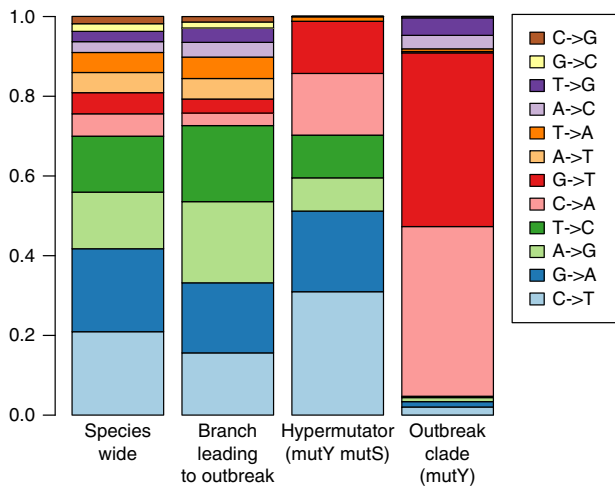 1.0
0.8
0.6
0.4
0.2
0.0
Species
wide
Branch
leading
to outbreak
Hypermutator
(mutY mutS)
Outbreak
clade
(mutY)
C->G
G->C
T->G
A->C
T->A
A->T
G->T
C->A
T->C
A->G
G->A
C->T